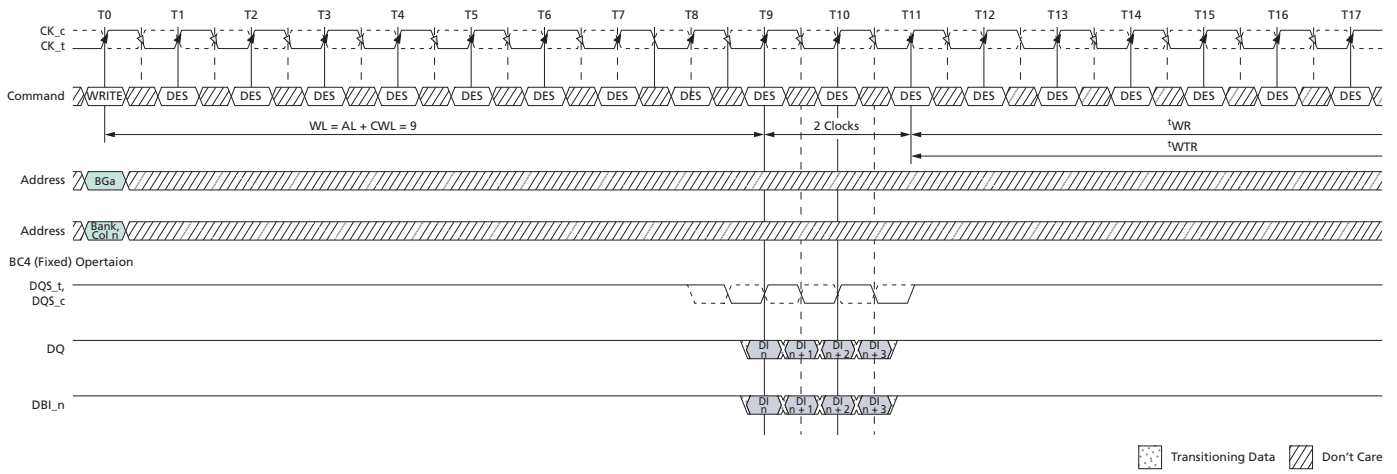 T0 T1 T2 T3 T4 T5 T6 T7 T8 T9 T10 T11 T12 T13 T14 T15 T16 T17
CK_c
CK_t
Command WRITE DES DES DES DES DES DES DES DES DES DES DES DES DES DES DES DES DES
WL = AL + CWL = 9 2 Clocks tWR
tWTR
Address BGa
Address Bank, Col n
BC4 (Fixed) Opertaion
DQS_t,
DQS_c
DQ DI n DI n + 1 DI n + 2 DI n + 3
DBI_n DI n DI n + 1 DI n + 2 DI n + 3
Transitioning Data Don't Care